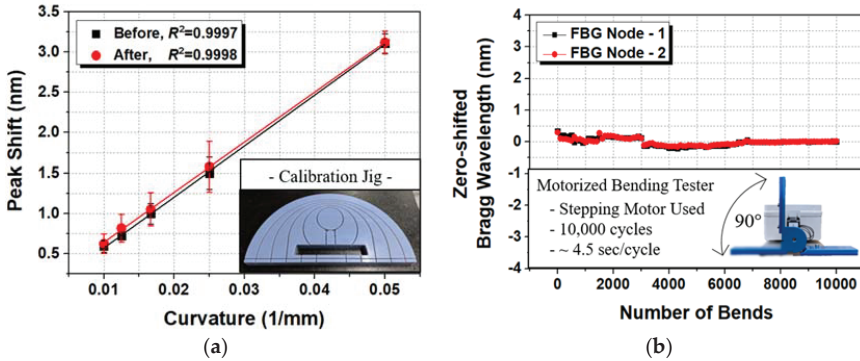 (a)
3.5
3.0
2.5
2.0
1.5
1.0
0.5
Peak Shift (nm)
Before, R²=0.9997
After, R²=0.9998
- Calibration Jig -
0.01
0.02
0.03
0.04
0.05
Curvature (1/mm)
(a)
4
3
2
1
0
-1
-2
-3
-4
Zero-shifted
Bragg Wavelength (nm)
FBG Node - 1
FBG Node - 2
Motorized Bending Tester
- Stepping Motor Used
- 10,000 cycles
- ~ 4.5 sec/cycle
90°
0
2000
4000
6000
8000
10000
Number of Bends
(b)